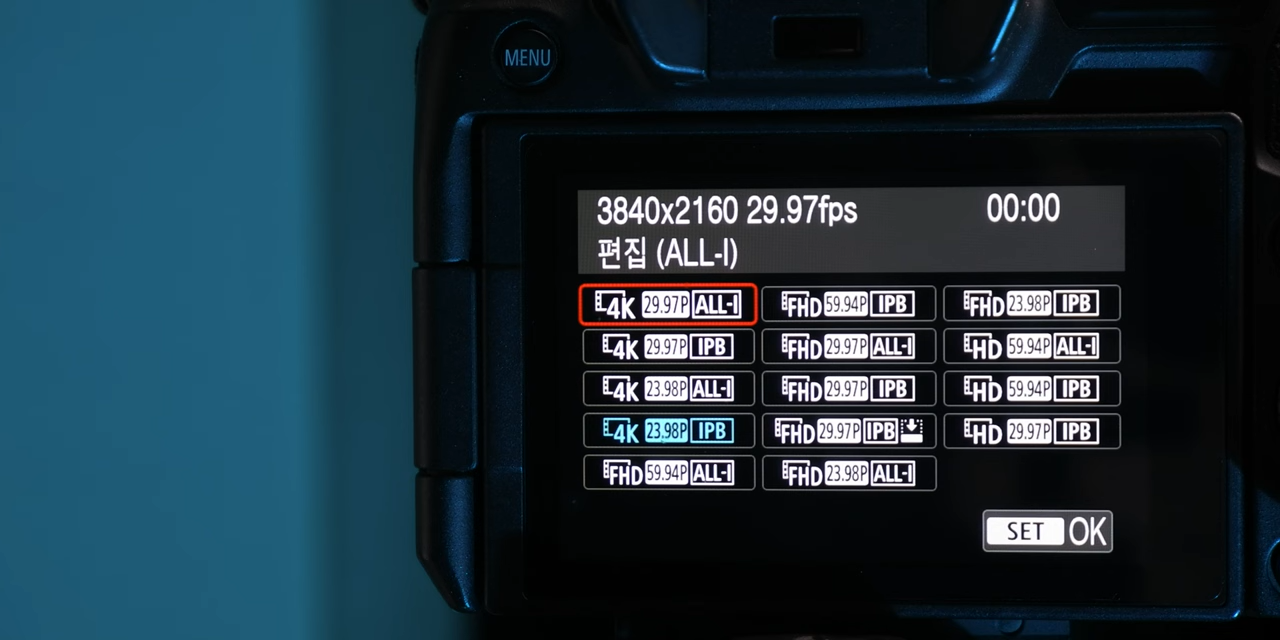 MENU
3840x2160 29.97fps 00:00
편집 (ALL-I)
4K 29.97P ALL-I FHD 59.94P IPB FHD 23.98P IPB
4K 29.97P IPB FHD 29.97P ALL-I HD 59.94P ALL-I
4K 23.98P ALL-I FHD 29.97P IPB HD 59.94P IPB
4K 23.98P IPB FHD 29.97P IPB HD 29.97P IPB
FHD 59.94P ALL-I FHD 23.98P ALL-I
SET OK